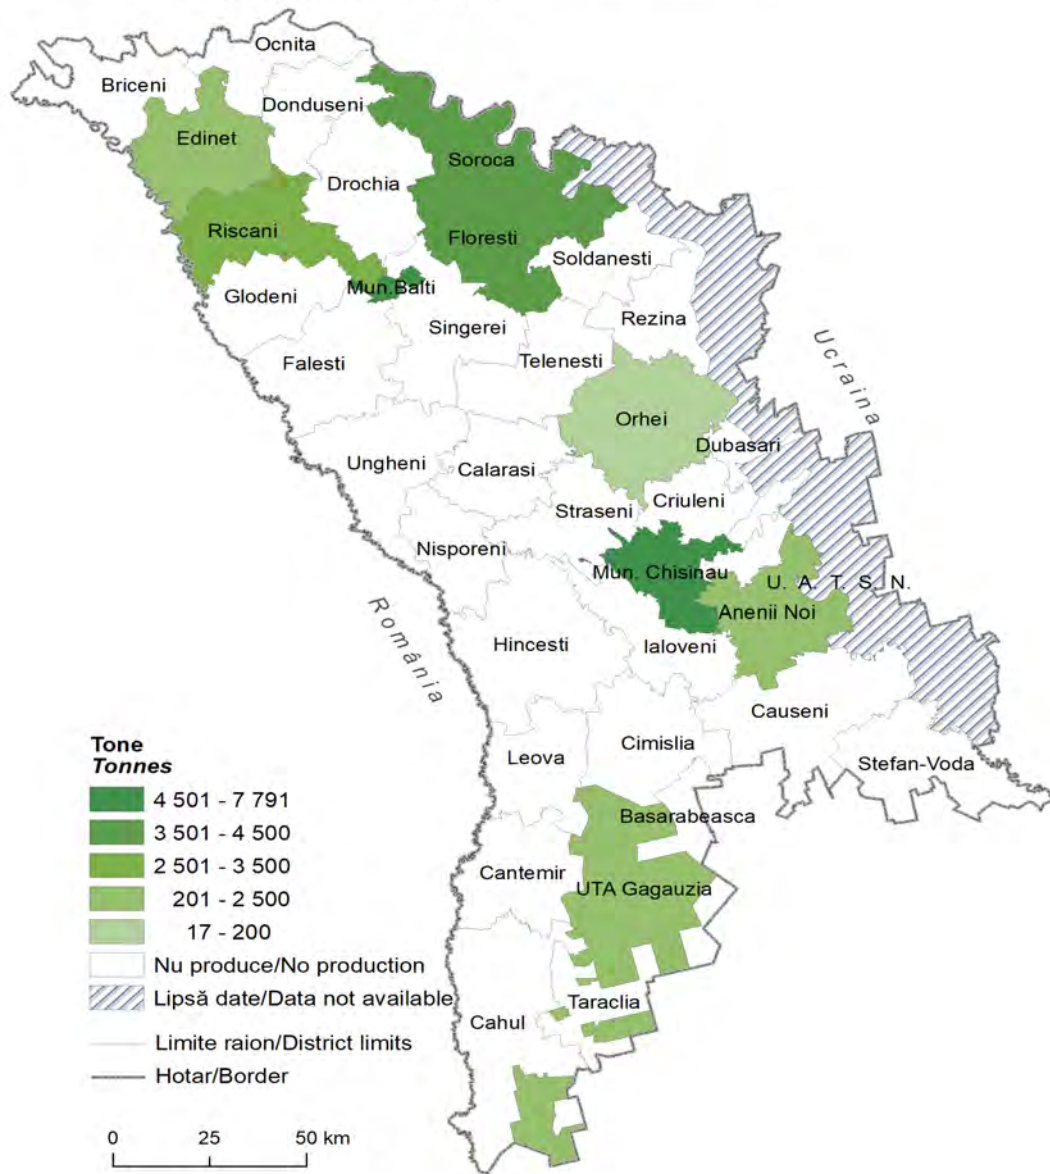 Ocnita
Briceni
Donduseni
Edinet
Soroca
Drochia
Riscani
Floresti
Soldanesti
Mun.Balti
Glodeni
Rezina
Singerei
Falesti
Telenesti
Ucraina
Orhei
Dubasari
Ungheni
Calarasi
Criuleni
Straseni
Nisporeni
Mun. Chisinau
U. A. T. S. N.
Anenii Noi
România
Hincesti
Ialoveni
Causeni
Cimislia
Leova
Stefan-Voda
Basarabeasca
Cantemir
UTA Gagauzia
Taraclia
Cahul
Tone
Tonnes
4 501 - 7 791
3 501 - 4 500
2 501 - 3 500
201 - 2 500
17 - 200
Nu produce/No production
Lipsă date/Data not available
Limite raion/District limits
Hotar/Border
0 25 50 km